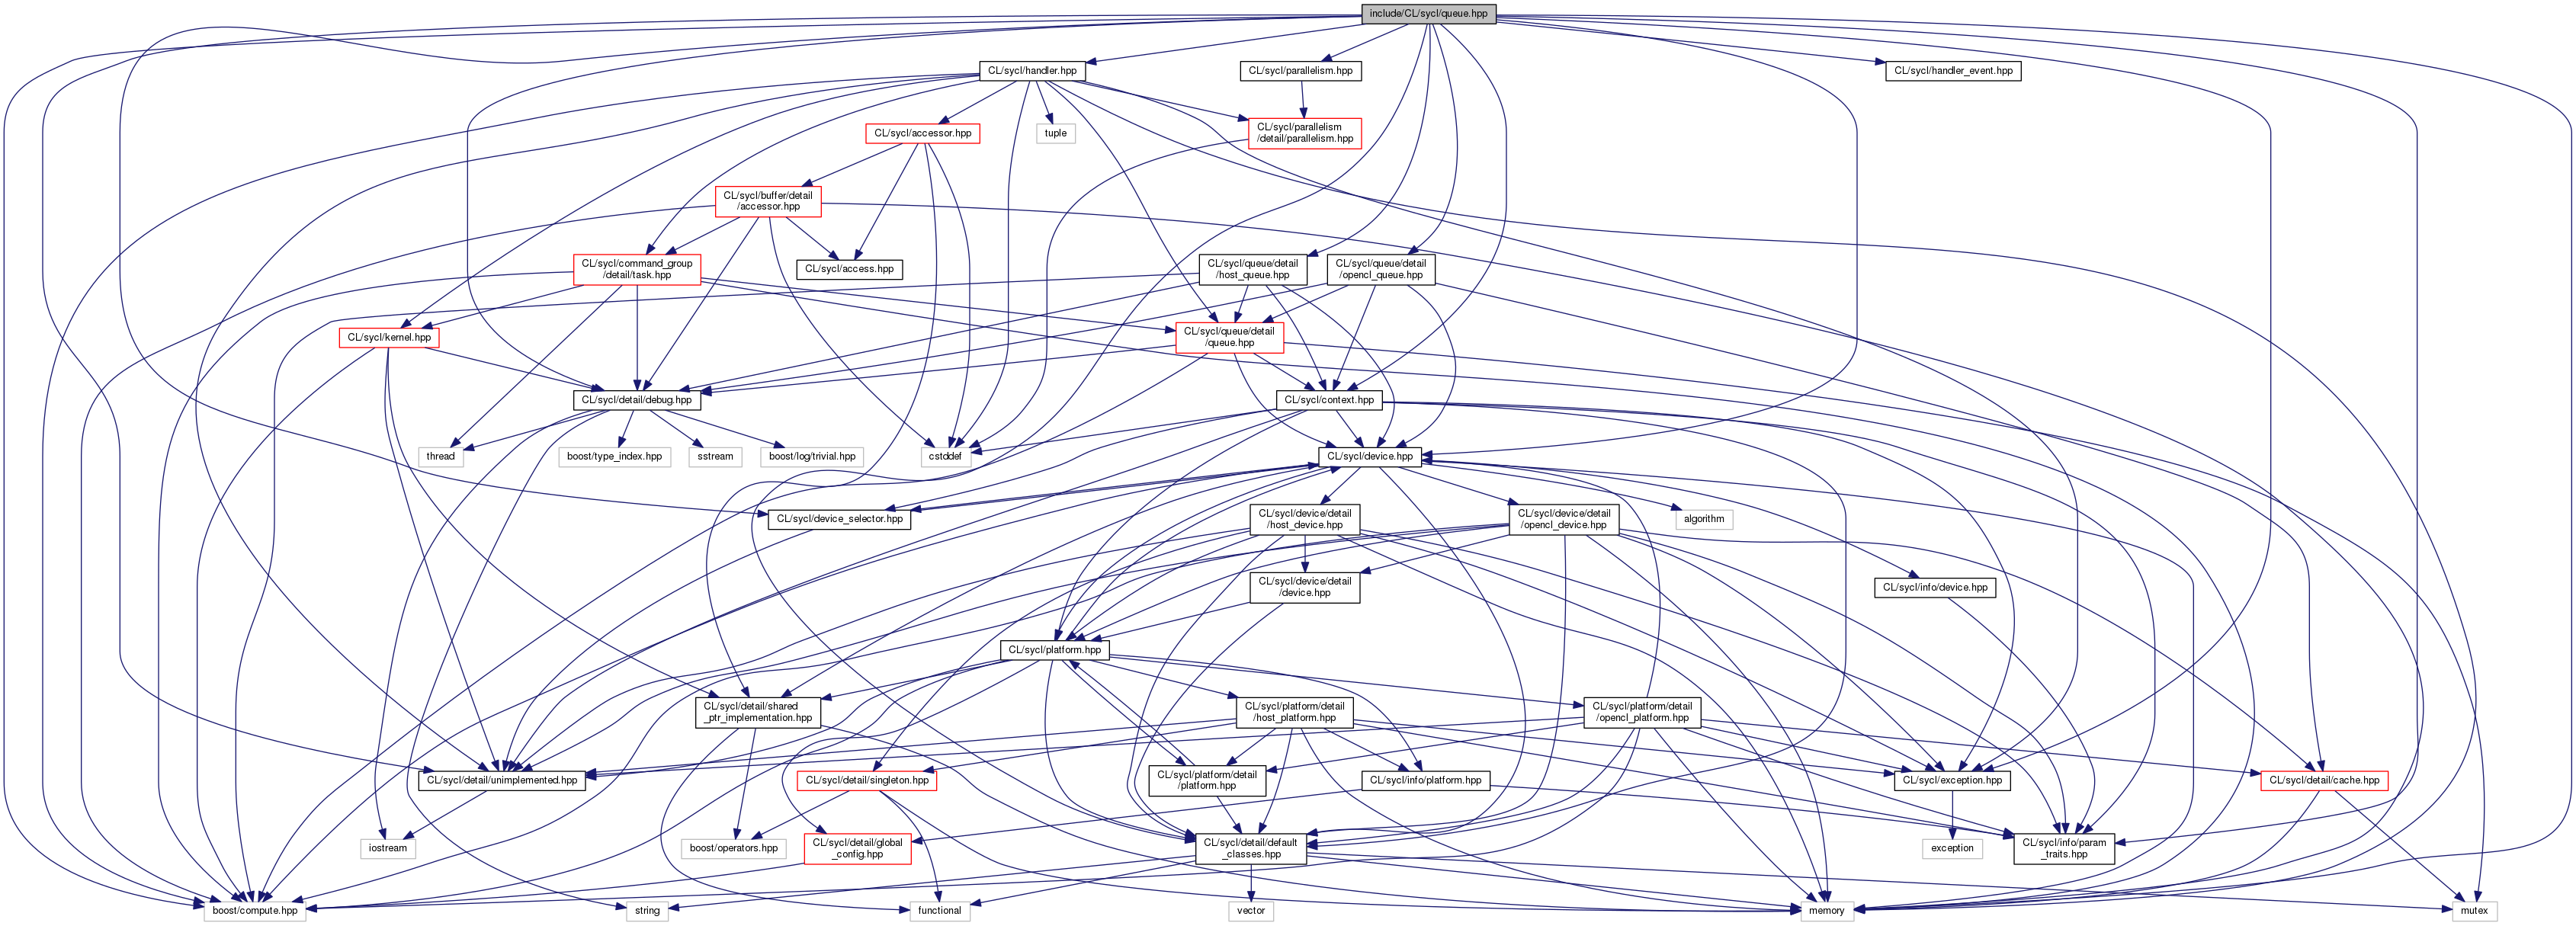 include/CL/sycl/queue.hpp
CL/sycl/handler.hpp
CL/sycl/parallelism.hpp
CL/sycl/handler_event.hpp
CL/sycl/accessor.hpp
tuple
CL/sycl/parallelism
/detail/parallelism.hpp
CL/sycl/buffer/detail
/accessor.hpp
CL/sycl/command_group
/detail/task.hpp
CL/sycl/access.hpp
CL/sycl/queue/detail
/host_queue.hpp
CL/sycl/queue/detail
/opencl_queue.hpp
CL/sycl/kernel.hpp
CL/sycl/queue/detail
/queue.hpp
CL/sycl/detail/debug.hpp
CL/sycl/context.hpp
thread
boost/type_index.hpp
sstream
boost/log/trivial.hpp
cstddef
CL/sycl/device.hpp
CL/sycl/device_selector.hpp
CL/sycl/device/detail
/host_device.hpp
CL/sycl/device/detail
/opencl_device.hpp
algorithm
CL/sycl/device/detail
/device.hpp
CL/sycl/info/device.hpp
CL/sycl/platform.hpp
CL/sycl/detail/shared
_ptr_implementation.hpp
CL/sycl/platform/detail
/host_platform.hpp
CL/sycl/platform/detail
/opencl_platform.hpp
CL/sycl/detail/unimplemented.hpp
CL/sycl/detail/singleton.hpp
CL/sycl/platform/detail
/platform.hpp
CL/sycl/info/platform.hpp
CL/sycl/exception.hpp
CL/sycl/detail/cache.hpp
iostream
boost/operators.hpp
CL/sycl/detail/global
_config.hpp
CL/sycl/detail/default
_classes.hpp
exception
CL/sycl/info/param
_traits.hpp
boost/compute.hpp
string
functional
vector
memory
mutex